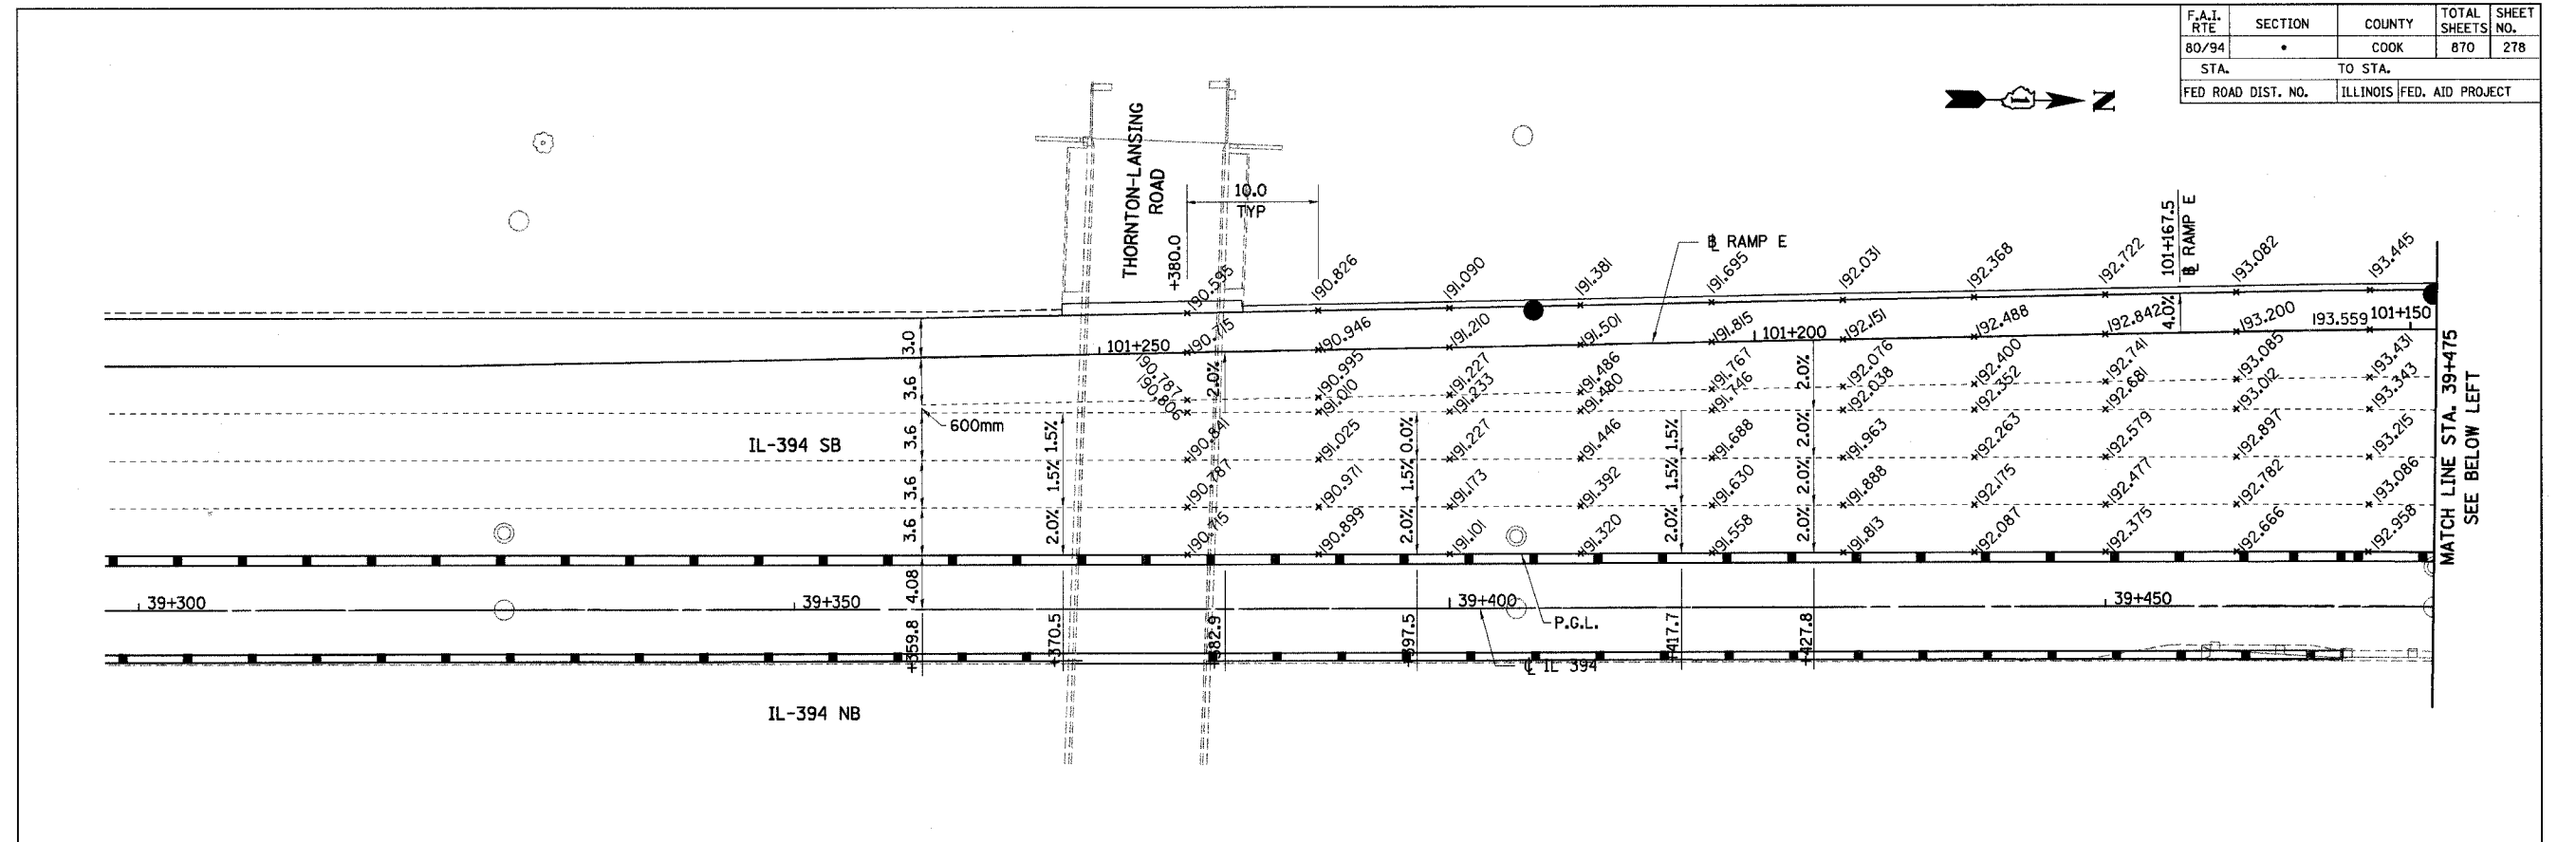 F.A.I. RTE SECTION COUNTY TOTAL SHEETS SHEET NO.
80/94 • COOK 870 278
STA. TO STA.
FED ROAD DIST. NO. ILLINOIS FED. AID PROJECT
N
THORNTON-LANSING
ROAD
10.0
TYP
+380.0
℄ RAMP E
101+167.5
℄ RAMP E
190.595 190.826 191.090 191.381 191.695 192.031 192.368 192.722 193.082 193.445
190.715 190.946 191.210 191.501 191.815 192.151 192.488 192.842 193.200 193.559
101+250 101+200 101+150
4.0%
190.787 190.995 191.227 191.486 191.767 192.076 192.400 192.741 193.085 193.431
190.806 191.010 191.233 191.480 191.746 192.038 192.352 192.681 193.012 193.343
190.841 191.025 191.227 191.446 191.688 191.963 192.263 192.579 192.897 193.215
190.787 190.971 191.173 191.392 191.630 191.888 192.175 192.477 192.782 193.086
190.715 190.899 191.101 191.320 191.558 191.813 192.087 192.375 192.666 192.958
3.0
3.6
3.6
3.6
3.6
4.08
600mm
IL-394 SB
2.0% 1.5% 1.5%
2.0%
2.0% 1.5% 0.0%
2.0% 1.5% 1.5%
2.0% 2.0% 2.0% 2.0%
39+300 39+350 39+400 39+450
+359.8 +370.5 +382.9 +397.5 +417.7 +427.8
P.G.L.
℄ IL 394
IL-394 NB
MATCH LINE STA. 39+475
SEE BELOW LEFT